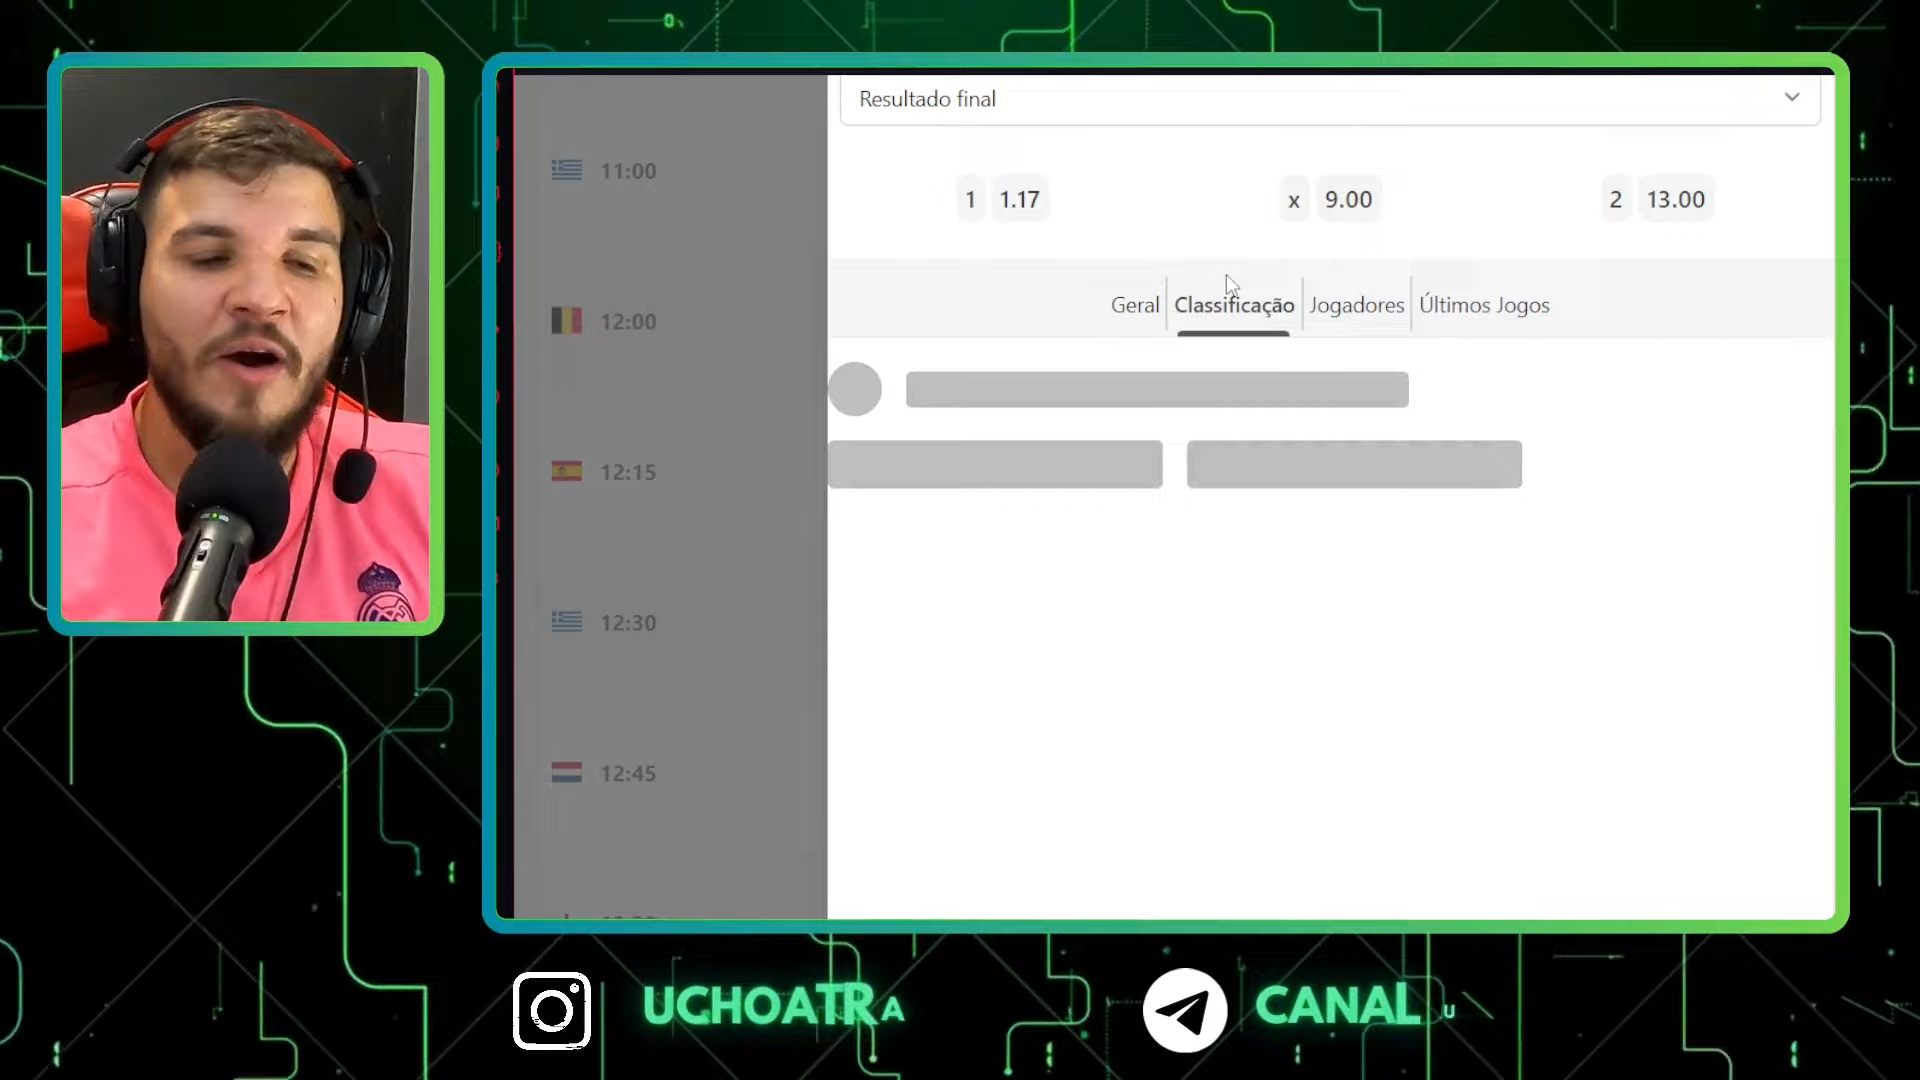 Resultado final
1 1.17
x 9.00
2 13.00
Geral Classificação Jogadores Últimos Jogos
11:00
12:00
12:15
12:30
12:45
UCHOATRA
CANAL U